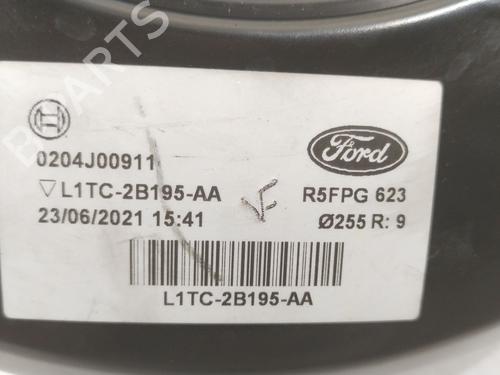 B PARTS
0204J00911
Ford
▽L1TC-2B195-AA
R5FPG 623
23/06/2021 15:41
Ø255 R: 9
L1TC-2B195-AA